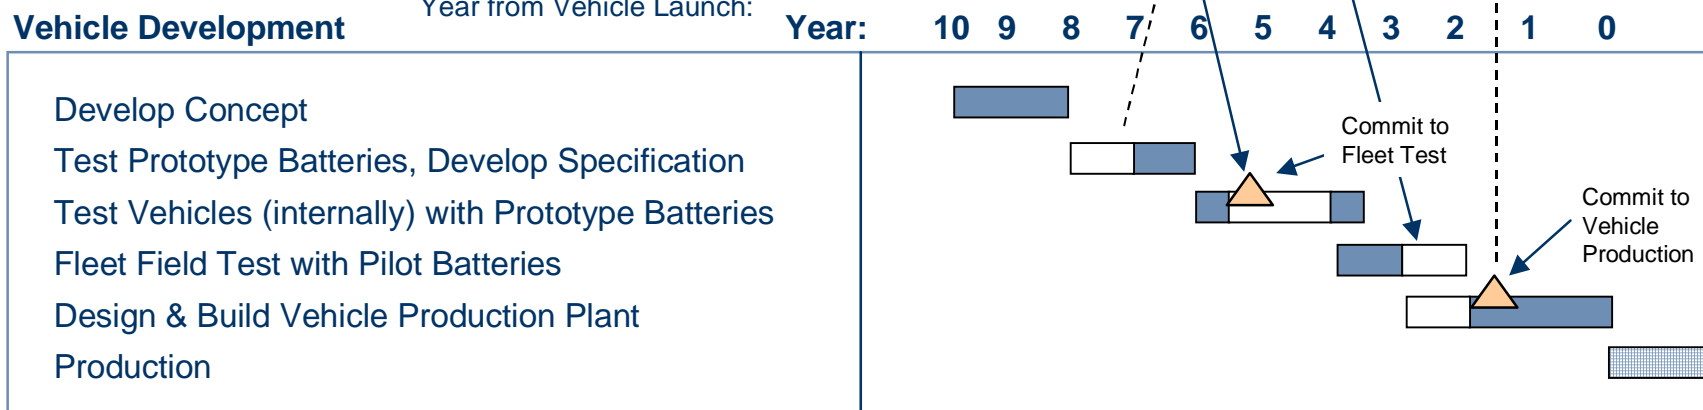 Year from Vehicle Launch:
Vehicle Development Year: 10 9 8 7 6 5 4 3 2 1 0
Develop Concept
Test Prototype Batteries, Develop Specification
Test Vehicles (internally) with Prototype Batteries
Fleet Field Test with Pilot Batteries
Design & Build Vehicle Production Plant
Production
Commit to
Fleet Test
Commit to
Vehicle
Production